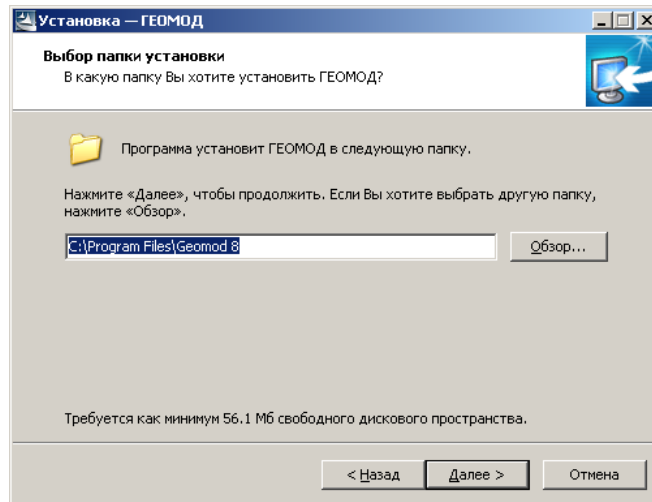 Установка — ГЕОМОД
Выбор папки установки
В какую папку Вы хотите установить ГЕОМОД?
Программа установит ГЕОМОД в следующую папку.
Нажмите «Далее», чтобы продолжить. Если Вы хотите выбрать другую папку,
нажмите «Обзор».
C:\Program Files\Geomod 8
Обзор...
Требуется как минимум 56.1 Мб свободного дискового пространства.
< Назад
Далее >
Отмена